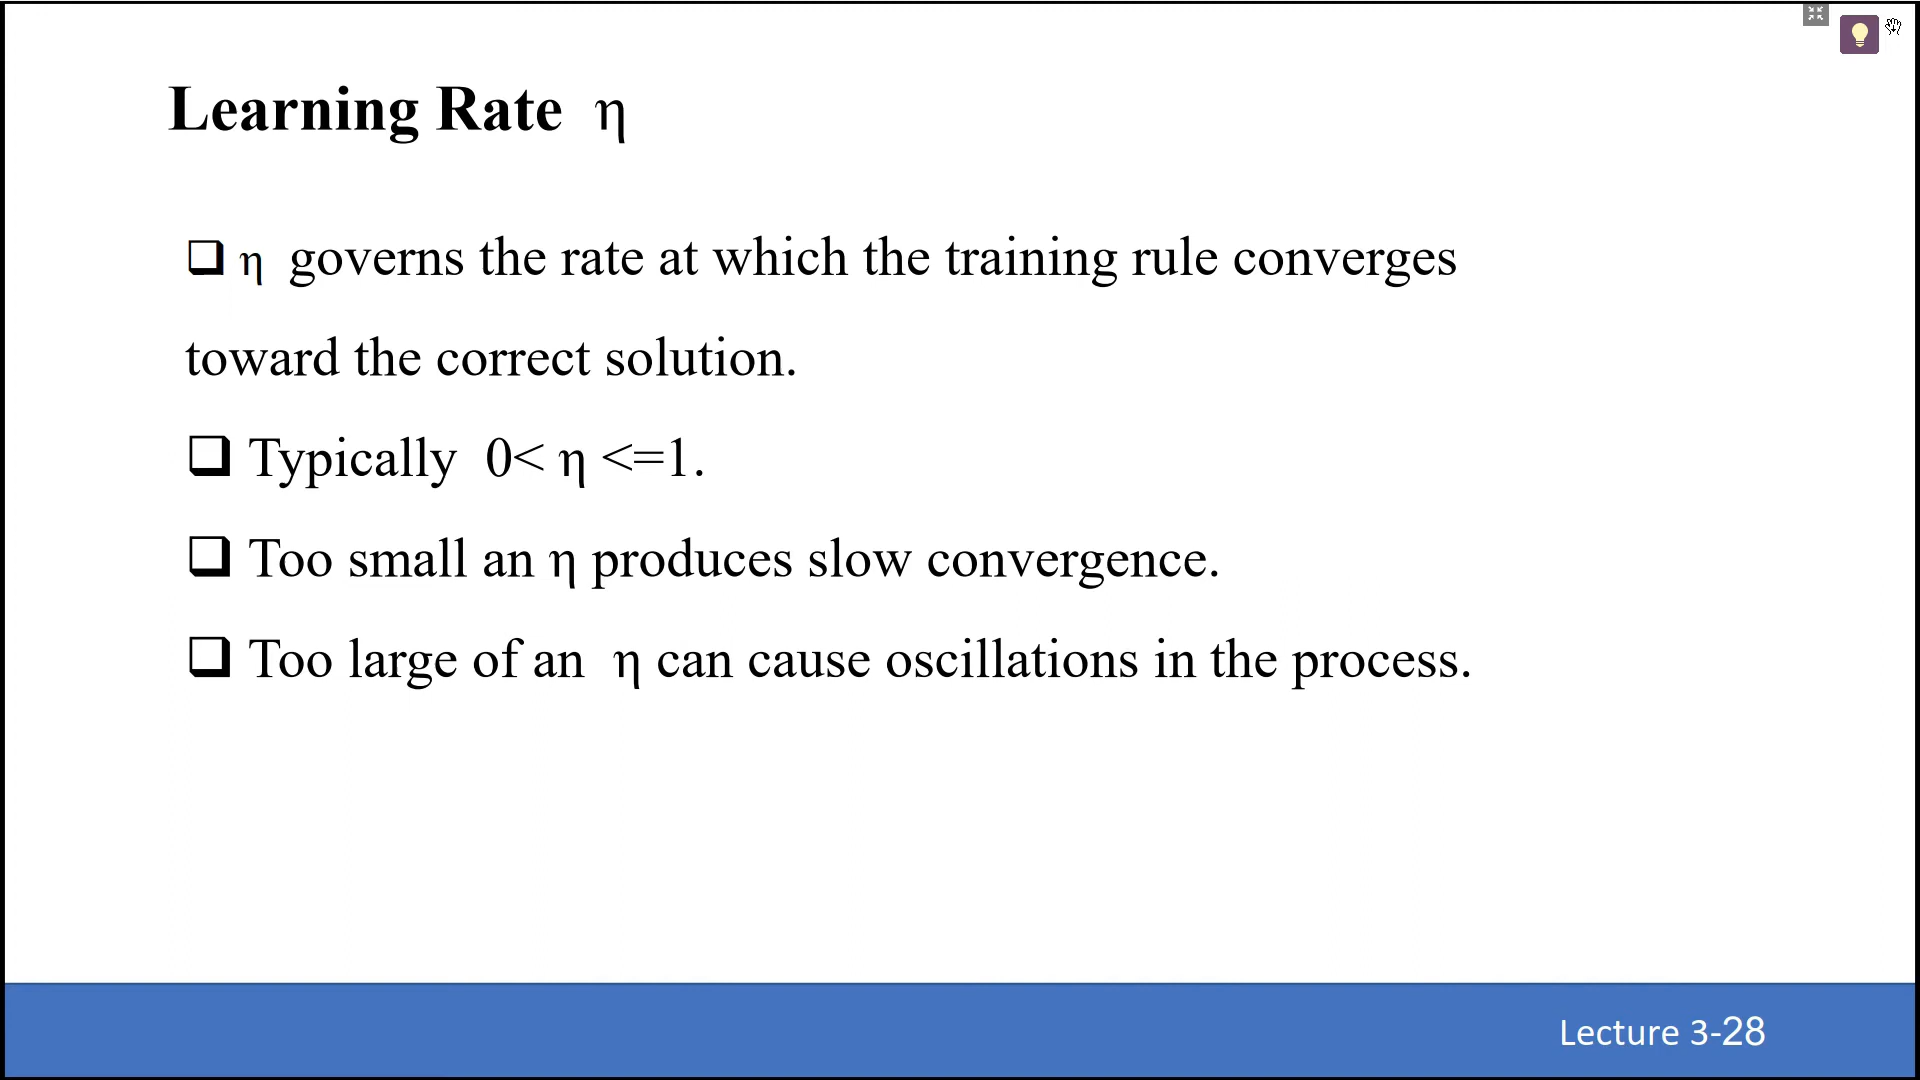 Learning Rate η
❑ η governs the rate at which the training rule converges
toward the correct solution.
❑ Typically 0< η <=1.
❑ Too small an η produces slow convergence.
❑ Too large of an η can cause oscillations in the process.
Lecture 3-28